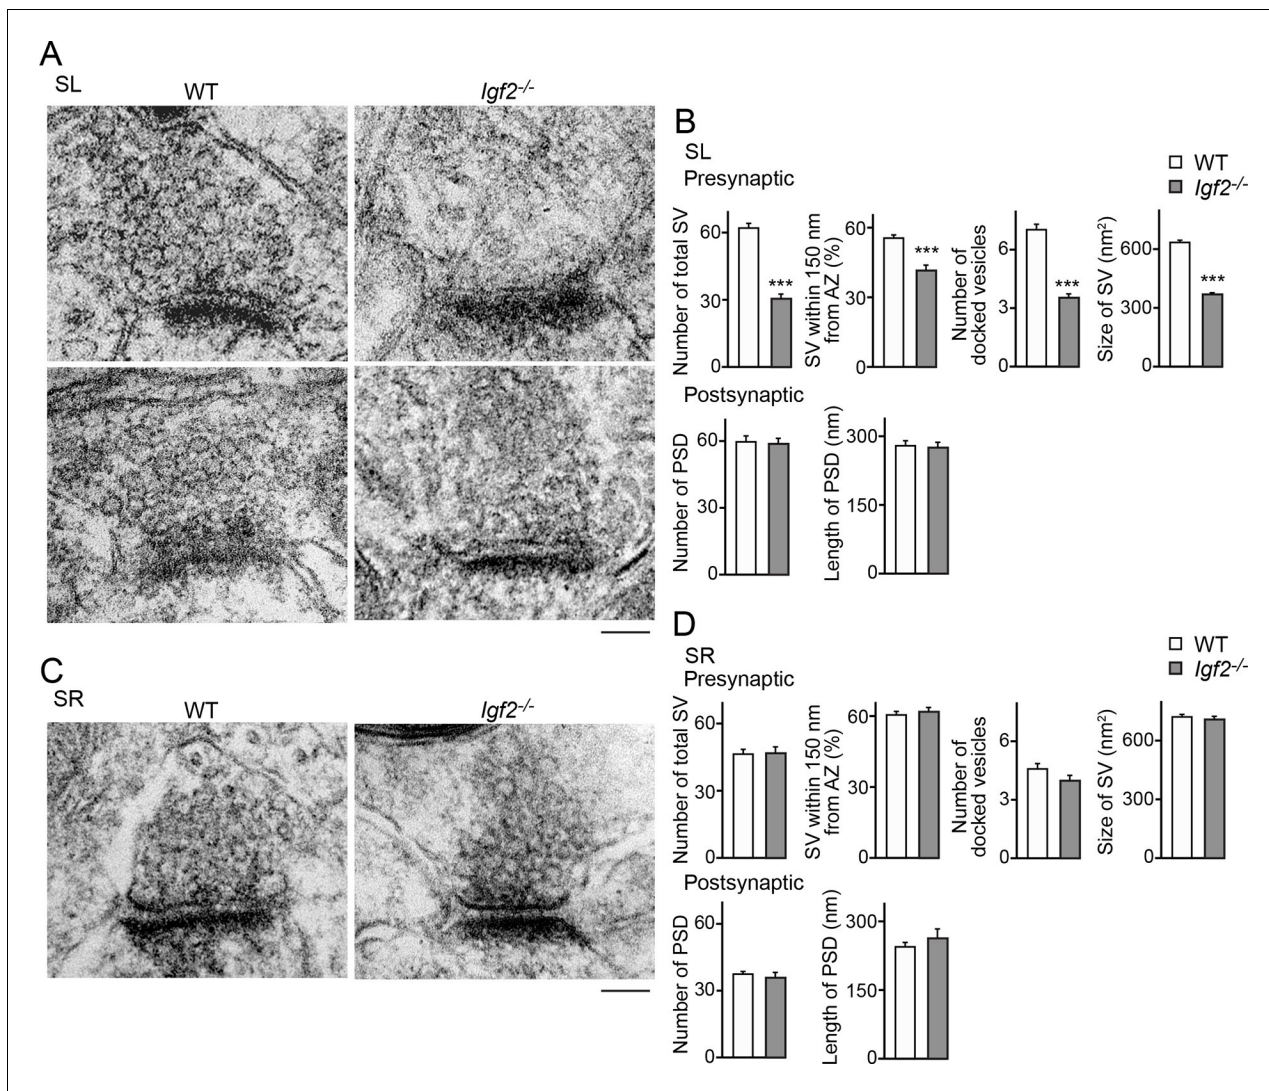 A
SL
WT
Igf2-/-
B
SL
Presynaptic
WT
Igf2-/-
Number of total SV
60
30
0
***
SV within 150 nm
from AZ (%)
60
30
0
***
Number of
docked vesicles
6
3
0
***
Size of SV (nm2)
600
300
0
***
Postsynaptic
Number of PSD
60
30
0
Length of PSD (nm)
300
150
0
C
SR
WT
Igf2-/-
D
SR
Presynaptic
WT
Igf2-/-
Number of total SV
60
30
0
SV within 150 nm
from AZ (%)
60
30
0
Number of
docked vesicles
6
3
0
Size of SV (nm2)
600
300
0
Postsynaptic
Number of PSD
60
30
0
Length of PSD (nm)
300
150
0